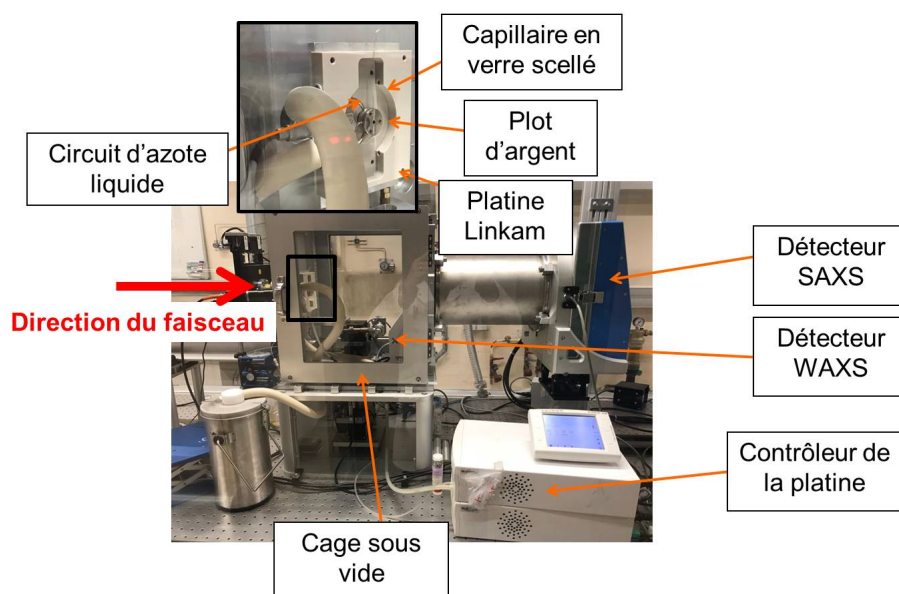 Capillaire en
verre scellé
Plot
d'argent
Circuit d'azote
liquide
Platine
Linkam
Détecteur
SAXS
Direction du faisceau
Détecteur
WAXS
Contrôleur de
la platine
Cage sous
vide